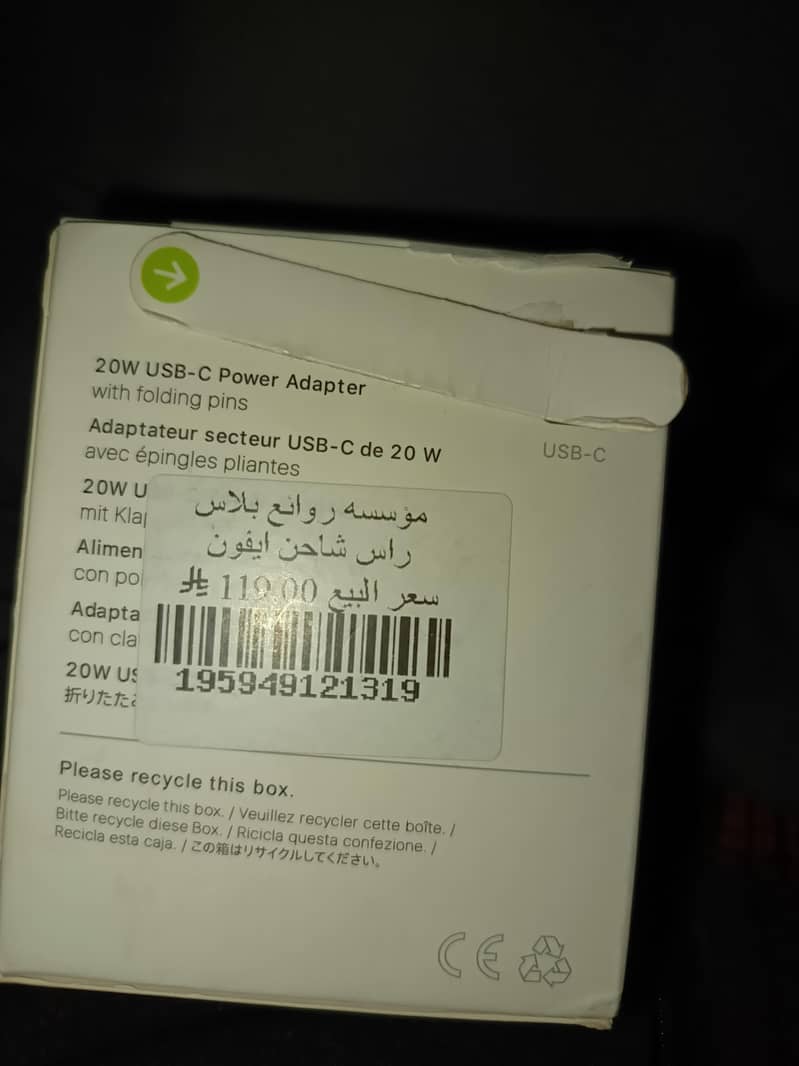 20W USB-C Power Adapter
with folding pins
Adaptateur secteur USB-C de 20 W
avec épingles pliantes
USB-C
20W U
mit Klap
Alimen
con poi
Adapta
con cla
20W US
折りたたみ
مؤسسه روائع بلاس
راس شاحن ايفون
سعر البيع 119.00
195949121319
Please recycle this box.
Please recycle this box. / Veuillez recycler cette boîte. /
Bitte recycle diese Box. / Ricicla questa confezione. /
Recicla esta caja. / この箱はリサイクルしてください。
CE